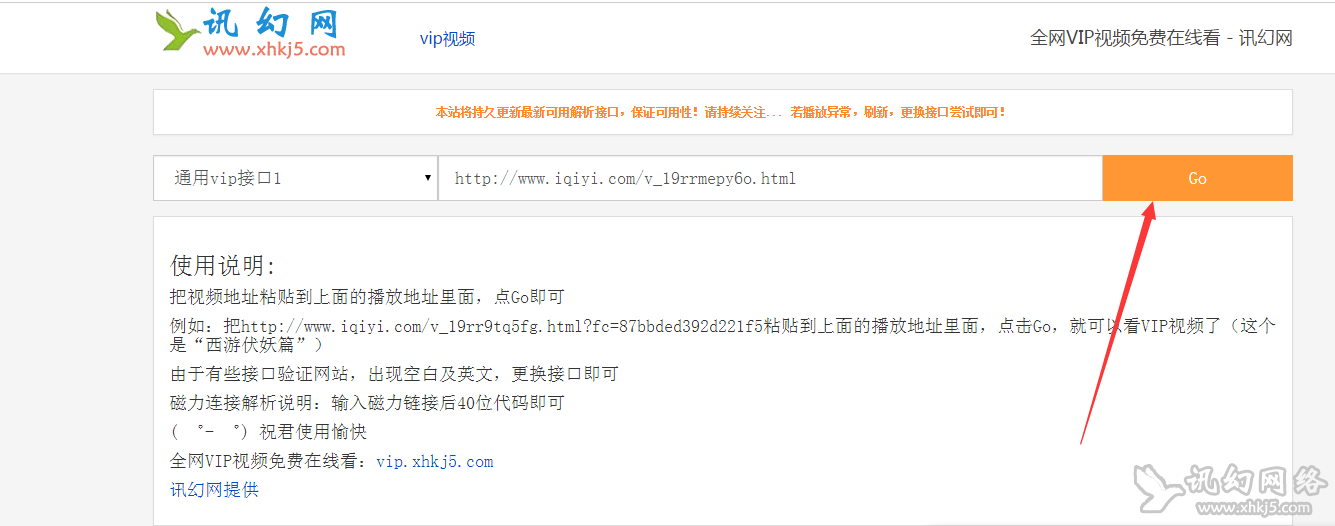 讯幻网
www.xhkj5.com
vip视频
全网VIP视频免费在线看 - 讯幻网
本站将持久更新最新可用解析接口，保证可用性！请持续关注... 若播放异常，刷新，更换接口尝试即可！
通用vip接口1
http://www.iqiyi.com/v_19rrmepy6o.html
Go
使用说明:
把视频地址粘贴到上面的播放地址里面，点Go即可
例如：把http://www.iqiyi.com/v_19rr9tq5fg.html?fc=87bbded392d221f5粘贴到上面的播放地址里面，点击Go，就可以看VIP视频了（这个
是“西游伏妖篇”）
由于有些接口验证网站，出现空白及英文，更换接口即可
磁力连接解析说明：输入磁力链接后40位代码即可
( ゜- ゜) 祝君使用愉快
全网VIP视频免费在线看：vip.xhkj5.com
讯幻网提供
讯幻网络
www.xhkj5.com